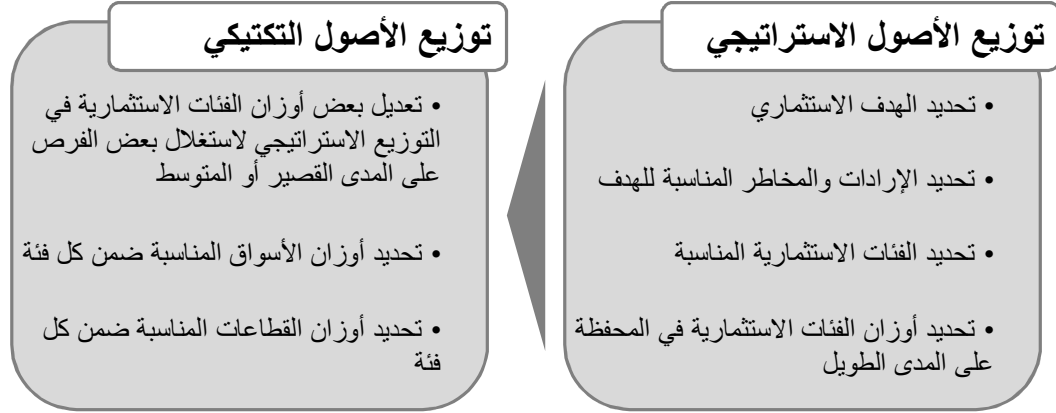 توزيع الأصول الاستراتيجي
• تحديد الهدف الاستثماري
• تحديد الإرادات والمخاطر المناسبة للهدف
• تحديد الفئات الاستثمارية المناسبة
• تحديد أوزان الفئات الاستثمارية في المحفظة
على المدى الطويل
توزيع الأصول التكتيكي
• تعديل بعض أوزان الفئات الاستثمارية في
التوزيع الاستراتيجي لاستغلال بعض الفرص
على المدى القصير أو المتوسط
• تحديد أوزان الأسواق المناسبة ضمن كل فئة
• تحديد أوزان القطاعات المناسبة ضمن كل
فئة